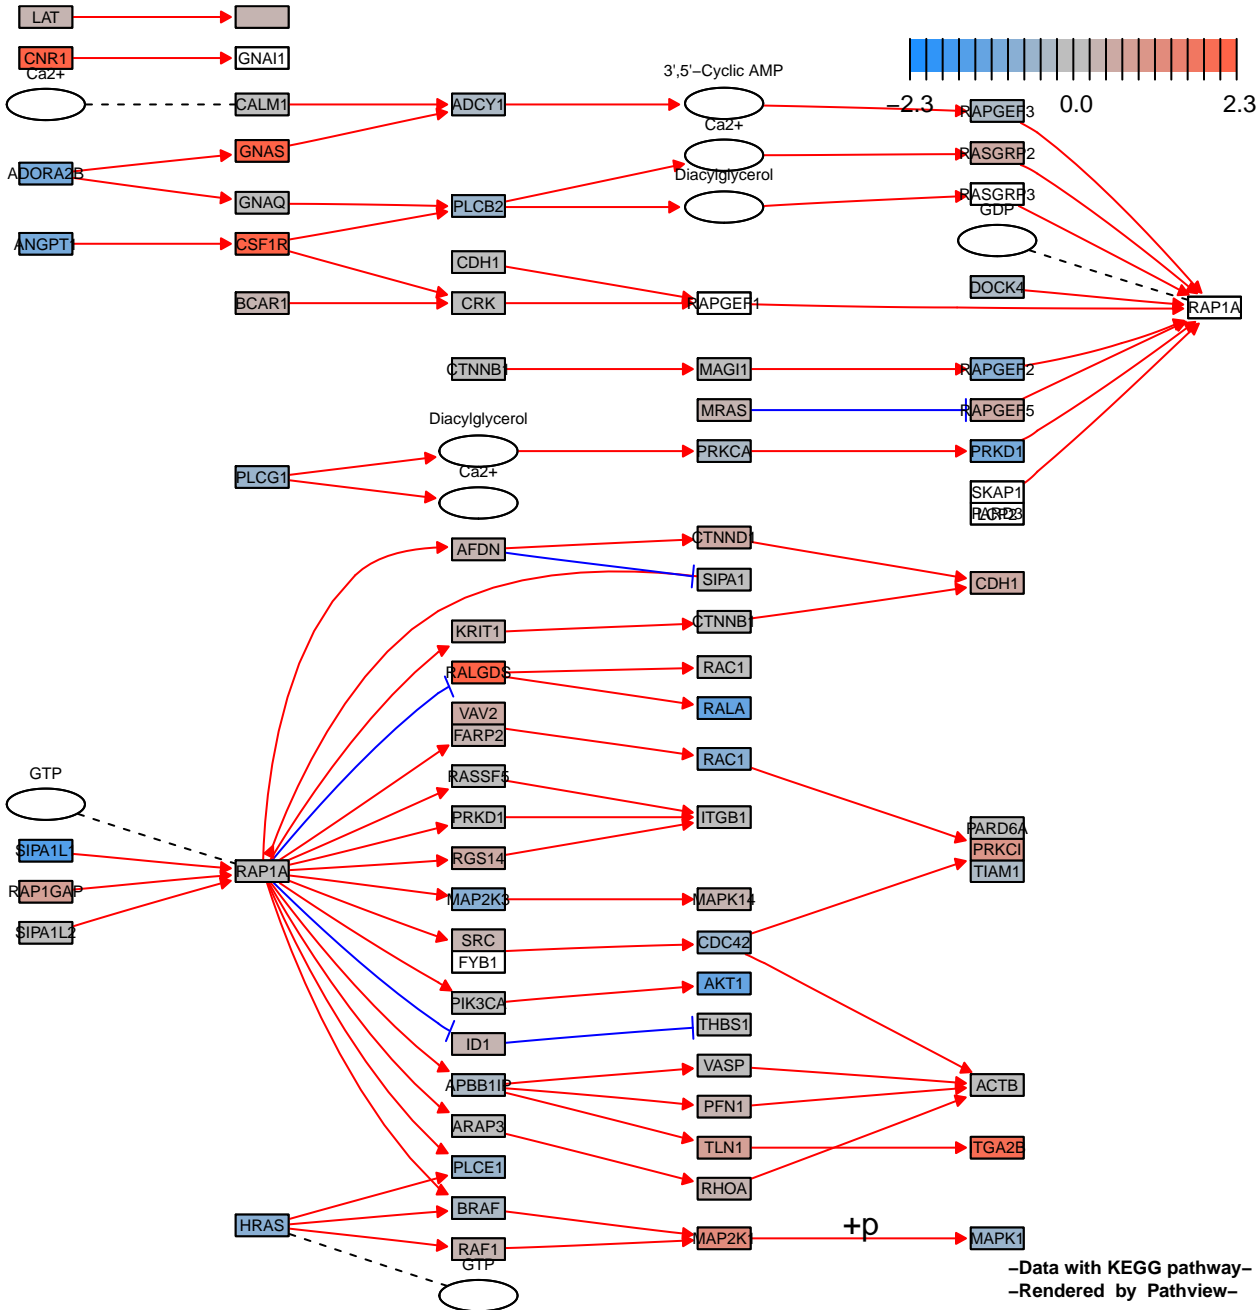 LAT
CNR1
GNAI1
Ca2+
3',5'−Cyclic AMP
−2.3
0.0
2.3
CALM1
ADCY1
RAPGEF3
Ca2+
GNAS
RASGRP2
ADORA2B
Diacylglycerol
GNAQ
PLCB2
RASGRP3
GDP
ANGPT1
CSF1R
CDH1
DOCK4
BCAR1
CRK
RAPGEF1
RAP1A
CTNNB1
MAGI1
RAPGEF2
MRAS
RAPGEF5
Diacylglycerol
PRKCA
PRKD1
PLCG1
Ca2+
SKAP1
CTNND1
AFDN
SIPA1
CDH1
KRIT1
CTNNB1
RALGDS
RAC1
VAV2
RALA
FARP2
RAC1
GTP
RASSF5
PRKD1
ITGB1
PARD6A
SIPA1L1
RGS14
PRKCI
RAP1A
TIAM1
RAP1GAP
MAP2K3
MAPK14
SIPA1L2
SRC
CDC42
FYB1
PIK3CA
AKT1
ID1
THBS1
VASP
APBB1IP
ACTB
PFN1
ARAP3
TLN1
TGA2B
PLCE1
RHOA
BRAF
HRAS
+p
RAF1
MAP2K1
MAPK1
GTP
−Data with KEGG pathway−
−Rendered by Pathview−